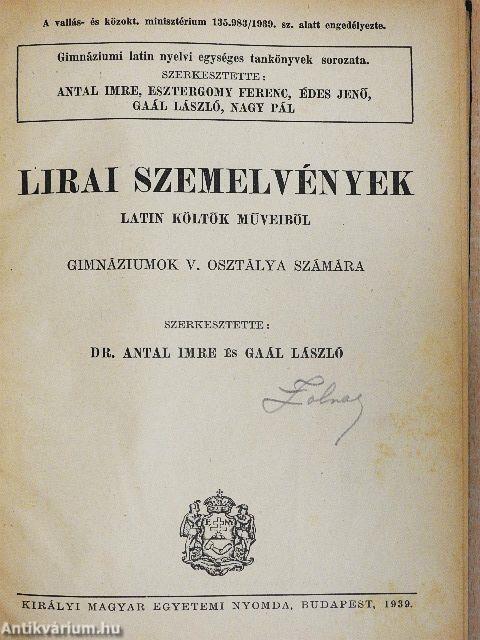 A vallás- és közokt. minisztérium 135.983/1939. sz. alatt engedélyezte.
Gimnáziumi latin nyelvi egységes tankönyvek sorozata.
SZERKESZTETTE:
ANTAL IMRE, ESZTERGOMY FERENC, ÉDES JENŐ,
GAÁL LÁSZLÓ, NAGY PÁL
LIRAI SZEMELVÉNYEK
LATIN KÖLTŐK MŰVEIBŐL
GIMNÁZIUMOK V. OSZTÁLYA SZÁMÁRA
SZERKESZTETTE:
DR. ANTAL IMRE ÉS GAÁL LÁSZLÓ
KIRÁLYI MAGYAR EGYETEMI NYOMDA, BUDAPEST, 1939.
Antikvárium.hu